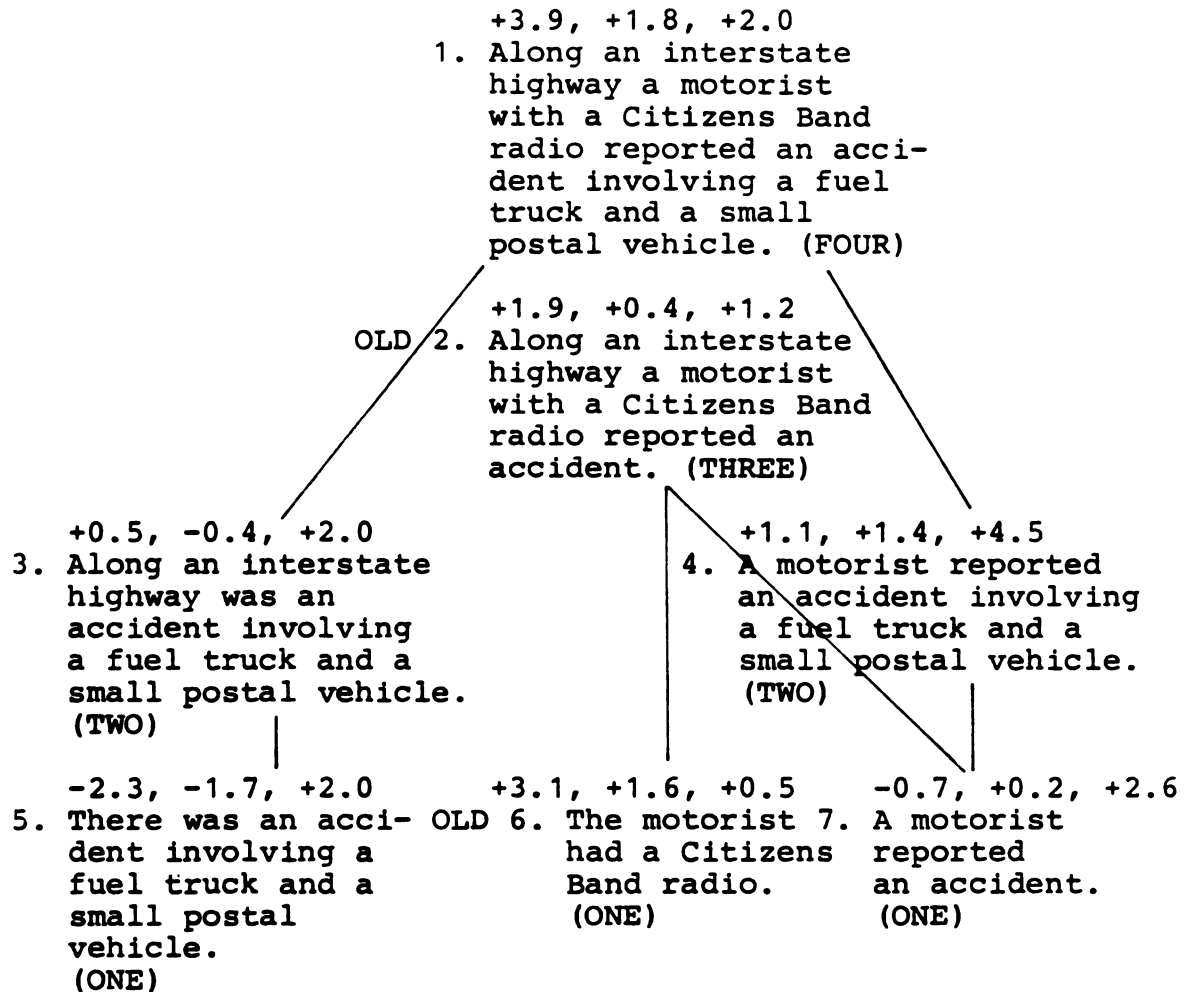 +3.9, +1.8, +2.0
1. Along an interstate
highway a motorist
with a Citizens Band
radio reported an acci-
dent involving a fuel
truck and a small
postal vehicle. (FOUR)
+1.9, +0.4, +1.2
OLD 2. Along an interstate
highway a motorist
with a Citizens Band
radio reported an
accident. (THREE)
+0.5, -0.4, +2.0
3. Along an interstate
highway was an
accident involving
a fuel truck and a
small postal vehicle.
(TWO)
+1.1, +1.4, +4.5
4. A motorist reported
an accident involving
a fuel truck and a
small postal vehicle.
(TWO)
-2.3, -1.7, +2.0
5. There was an acci-
dent involving a
fuel truck and a
small postal
vehicle.
(ONE)
+3.1, +1.6, +0.5
OLD 6. The motorist
had a Citizens
Band radio.
(ONE)
-0.7, +0.2, +2.6
7. A motorist
reported
an accident.
(ONE)